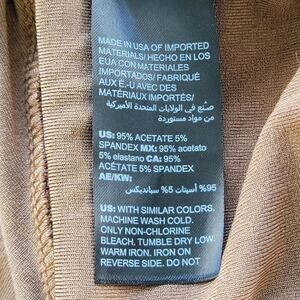 MADE IN USA OF IMPORTED
MATERIALS/ HECHO EN LOS
EUA CON MATERIALES
IMPORTADOS/ FABRIQUÉ
AUX É.-U AVEC DES
MATÉRIAUX IMPORTÉS/
صنع في الولايات المتحدة الأميركية
من مواد مستوردة
US: 95% ACETATE 5%
SPANDEX MX: 95% acetato
5% elastano CA: 95%
ACÉTATE 5% SPANDEX
AE/KW:
95% أسيتات 5% سبانديكس
US: WITH SIMILAR COLORS.
MACHINE WASH COLD.
ONLY NON-CHLORINE
BLEACH. TUMBLE DRY LOW.
WARM IRON. IRON ON
REVERSE SIDE. DO NOT